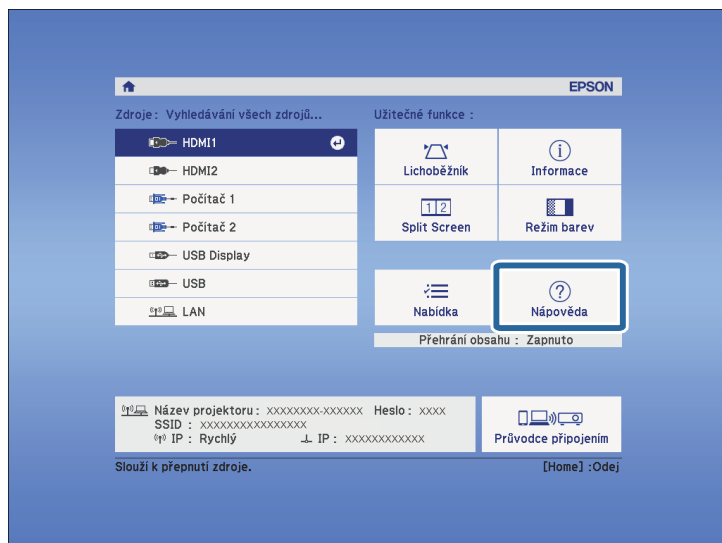 EPSON
Zdroje : Vyhledávání všech zdrojů...
HDMI1
HDMI2
Počítač 1
Počítač 2
USB Display
USB
LAN
Užitečné funkce :
Lichoběžník
Informace
1 2
Split Screen
Režim barev
Nabídka
Nápověda
Přehrání obsahu : Zapnuto
Název projektoru : XXXXXXXX-XXXXXX Heslo : XXXX
SSID : XXXXXXXXXXXXXXX
IP : Rychlý IP : XXXXXXXXXXXX
Průvodce připojením
Slouží k přepnutí zdroje.
[Home] :Odej